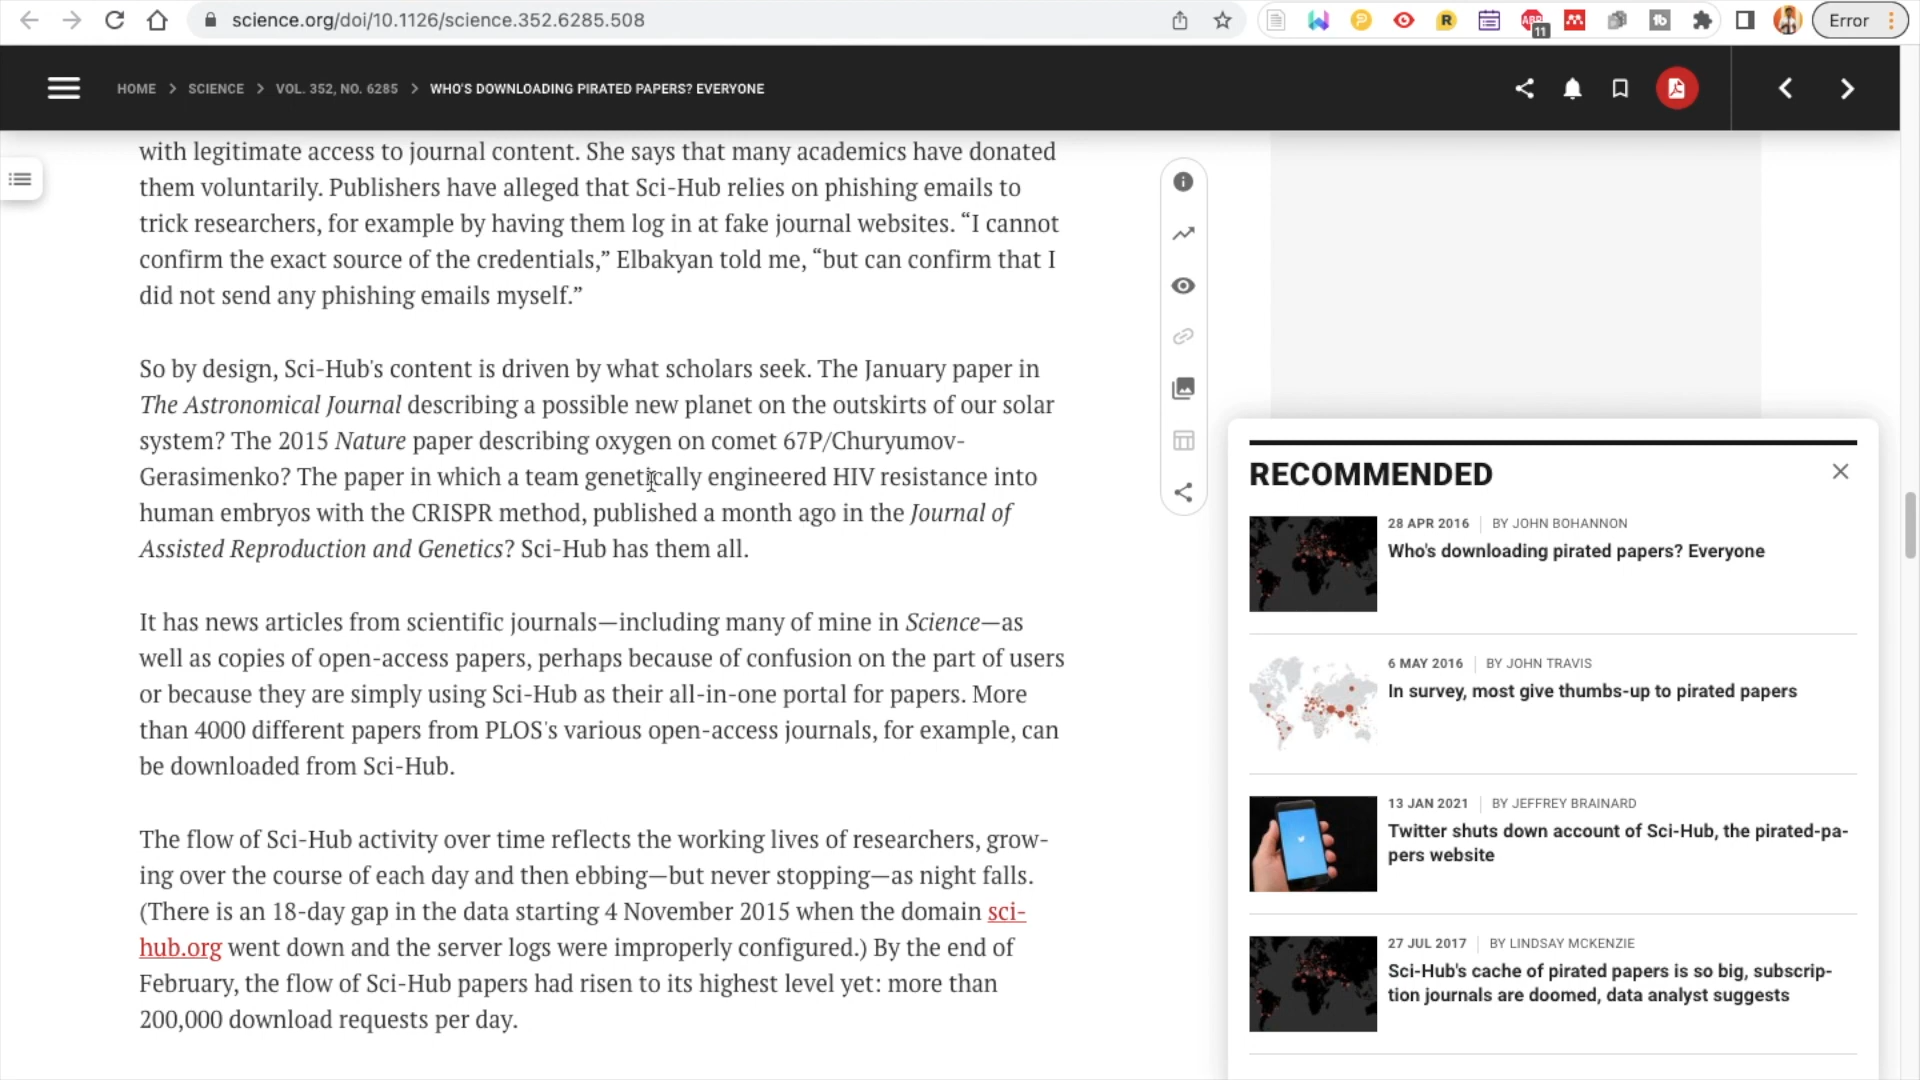 science.org/doi/10.1126/science.352.6285.508
ABP
11
R
tb
Error
HOME > SCIENCE > VOL. 352, NO. 6285 > WHO'S DOWNLOADING PIRATED PAPERS? EVERYONE
with legitimate access to journal content. She says that many academics have donated
them voluntarily. Publishers have alleged that Sci-Hub relies on phishing emails to
trick researchers, for example by having them log in at fake journal websites. “I cannot
confirm the exact source of the credentials,” Elbakyan told me, “but can confirm that I
did not send any phishing emails myself.”
So by design, Sci-Hub's content is driven by what scholars seek. The January paper in
The Astronomical Journal describing a possible new planet on the outskirts of our solar
system? The 2015 Nature paper describing oxygen on comet 67P/Churyumov-
Gerasimenko? The paper in which a team genetically engineered HIV resistance into
human embryos with the CRISPR method, published a month ago in the Journal of
Assisted Reproduction and Genetics? Sci-Hub has them all.
It has news articles from scientific journals—including many of mine in Science—as
well as copies of open-access papers, perhaps because of confusion on the part of users
or because they are simply using Sci-Hub as their all-in-one portal for papers. More
than 4000 different papers from PLOS's various open-access journals, for example, can
be downloaded from Sci-Hub.
The flow of Sci-Hub activity over time reflects the working lives of researchers, grow-
ing over the course of each day and then ebbing—but never stopping—as night falls.
(There is an 18-day gap in the data starting 4 November 2015 when the domain sci-
hub.org went down and the server logs were improperly configured.) By the end of
February, the flow of Sci-Hub papers had risen to its highest level yet: more than
200,000 download requests per day.
RECOMMENDED
28 APR 2016 | BY JOHN BOHANNON
Who's downloading pirated papers? Everyone
6 MAY 2016 | BY JOHN TRAVIS
In survey, most give thumbs-up to pirated papers
13 JAN 2021 | BY JEFFREY BRAINARD
Twitter shuts down account of Sci-Hub, the pirated-pa-
pers website
27 JUL 2017 | BY LINDSAY MCKENZIE
Sci-Hub's cache of pirated papers is so big, subscrip-
tion journals are doomed, data analyst suggests